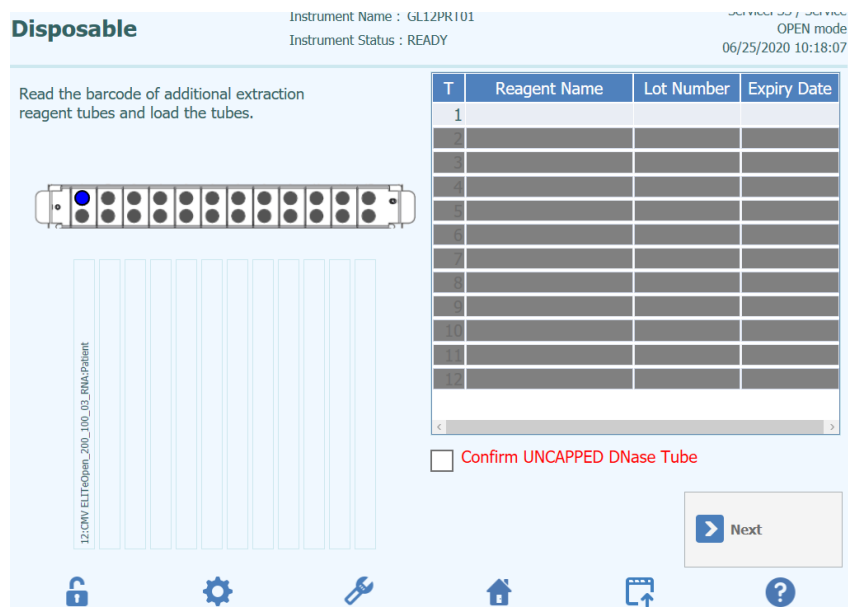 Disposable
Instrument Name : GL12PRT01
Instrument Status : READY
OPEN mode
06/25/2020 10:18:07
Read the barcode of additional extraction
reagent tubes and load the tubes.
T Reagent Name Lot Number Expiry Date
1
2
3
4
5
6
7
8
9
10
11
12
12:CMV ELITeOpen_200_100_03_RNA:Patient
Confirm UNCAPPED DNase Tube
Next